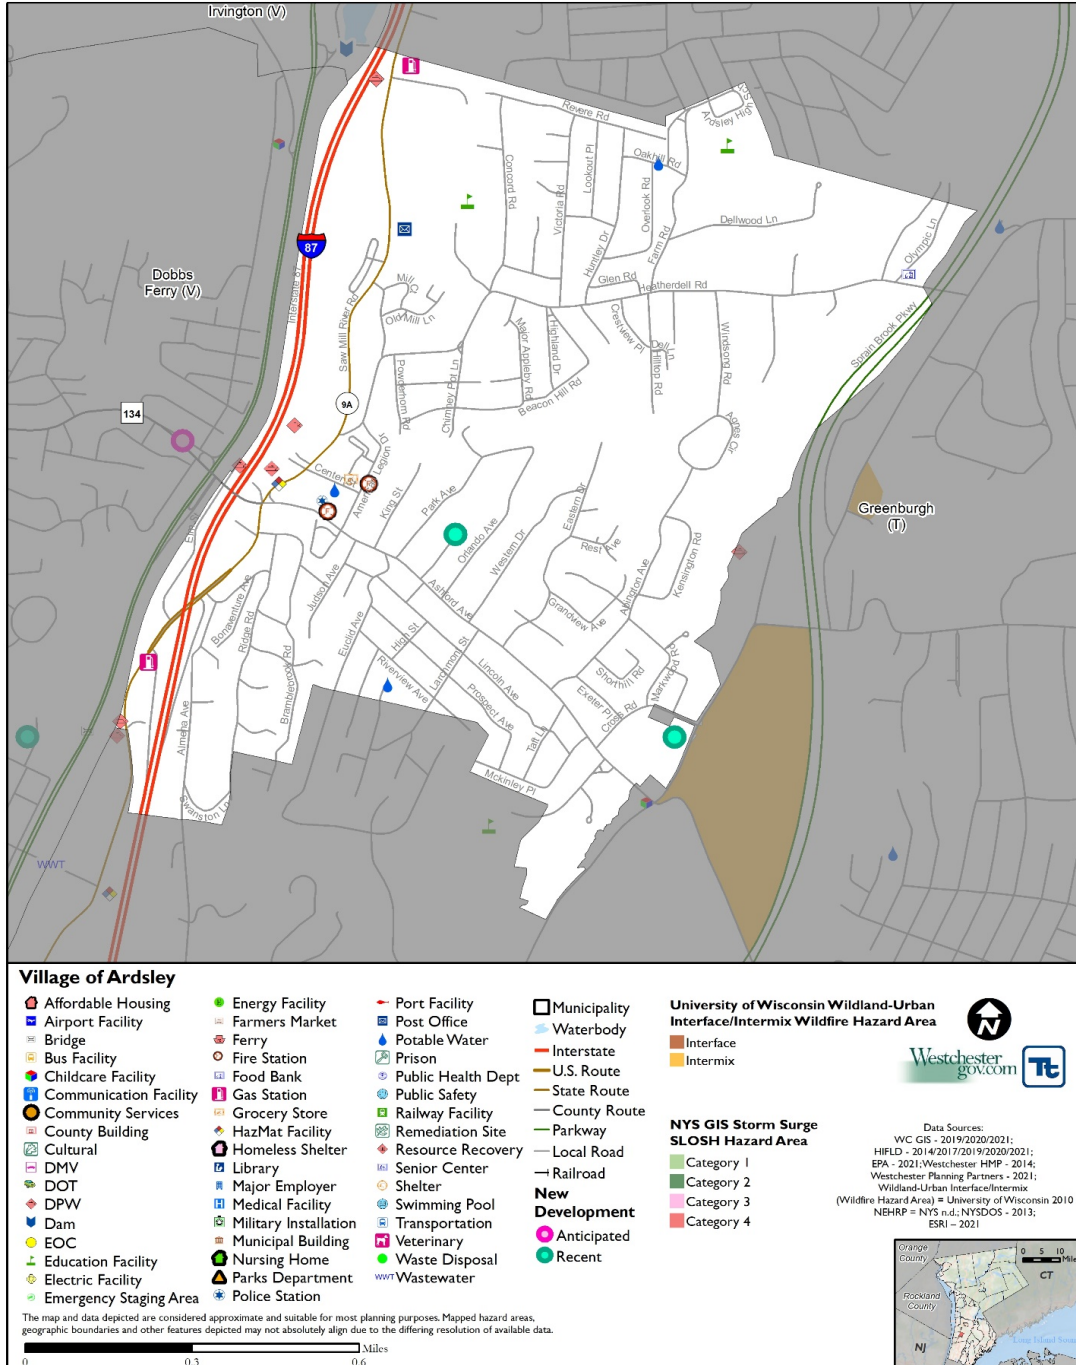 Irvington (V)
Revere Rd
Ardsley High Sch
Oakhill Rd
Concord Rd
Lookout Pl
Victoria Rd
Overlook Rd
Farm Rd
Huntley Dr
Dellwood Ln
Olympic Ln
87
Interstate 87
Dobbs
Ferry (V)
Mill Ct
Old Mill Ln
Saw Mill River Rd
Glen Rd
Heatherdell Rd
Crestview Pl
Dell Ln
Hilltop Rd
Windsong Rd
Sprain Brook Pkwy
Major Appleby Rd
Highland Dr
Powderhorn Rd
Chimney Pot Ln
Beacon Hill Rd
9A
134
Agnes Cir
American Legion Dr
Center St
King St
Park Ave
Orlando Ave
Western Dr
Eastern Dr
Rest Ave
Abington Ave
Kensington Rd
Greenburgh
(T)
Elm St
Ashford Ave
Judson Ave
Bonaventure Ave
Ridge Rd
Euclid Ave
High St
Grandview Ave
Riverview Ave
Larchmont St
Lincoln Ave
Shorthill Rd
Markwood Rd
Bramblebrook Rd
Prospect Ave
Exeter Pl
Cross Rd
Taft Ln
Almena Ave
Mckinley Pl
Swanston Ln
WWT
Village of Ardsley
Affordable Housing
Airport Facility
Bridge
Bus Facility
Childcare Facility
Communication Facility
Community Services
County Building
Cultural
DMV
DOT
DPW
Dam
EOC
Education Facility
Electric Facility
Emergency Staging Area
Energy Facility
Farmers Market
Ferry
Fire Station
Food Bank
Gas Station
Grocery Store
HazMat Facility
Homeless Shelter
Library
Major Employer
Medical Facility
Military Installation
Municipal Building
Nursing Home
Parks Department
Police Station
Port Facility
Post Office
Potable Water
Prison
Public Health Dept
Public Safety
Railway Facility
Remediation Site
Resource Recovery
Senior Center
Shelter
Swimming Pool
Transportation
Veterinary
Waste Disposal
WWT Wastewater
Municipality
Waterbody
Interstate
U.S. Route
State Route
County Route
Parkway
Local Road
Railroad
New
Development
Anticipated
Recent
University of Wisconsin Wildland-Urban
Interface/Intermix Wildfire Hazard Area
Interface
Intermix
NYS GIS Storm Surge
SLOSH Hazard Area
Category 1
Category 2
Category 3
Category 4
N
Westchester
gov.com
Tt
Data Sources:
WC GIS - 2019/2020/2021;
HIFLD - 2014/2017/2019/2020/2021;
EPA - 2021; Westchester HMP - 2014;
Westchester Planning Partners - 2021;
Wildland-Urban Interface/Intermix
(Wildfire Hazard Area) = University of Wisconsin 2010
NEHRP = NYS n.d.; NYSDOS - 2013;
ESRI – 2021
Orange
County
0 5 10
Miles
CT
Rockland
County
NJ
Long Island Sound
The map and data depicted are considered approximate and suitable for most planning purposes. Mapped hazard areas,
geographic boundaries and other features depicted may not absolutely align due to the differing resolution of available data.
Miles
0 0.3 0.6